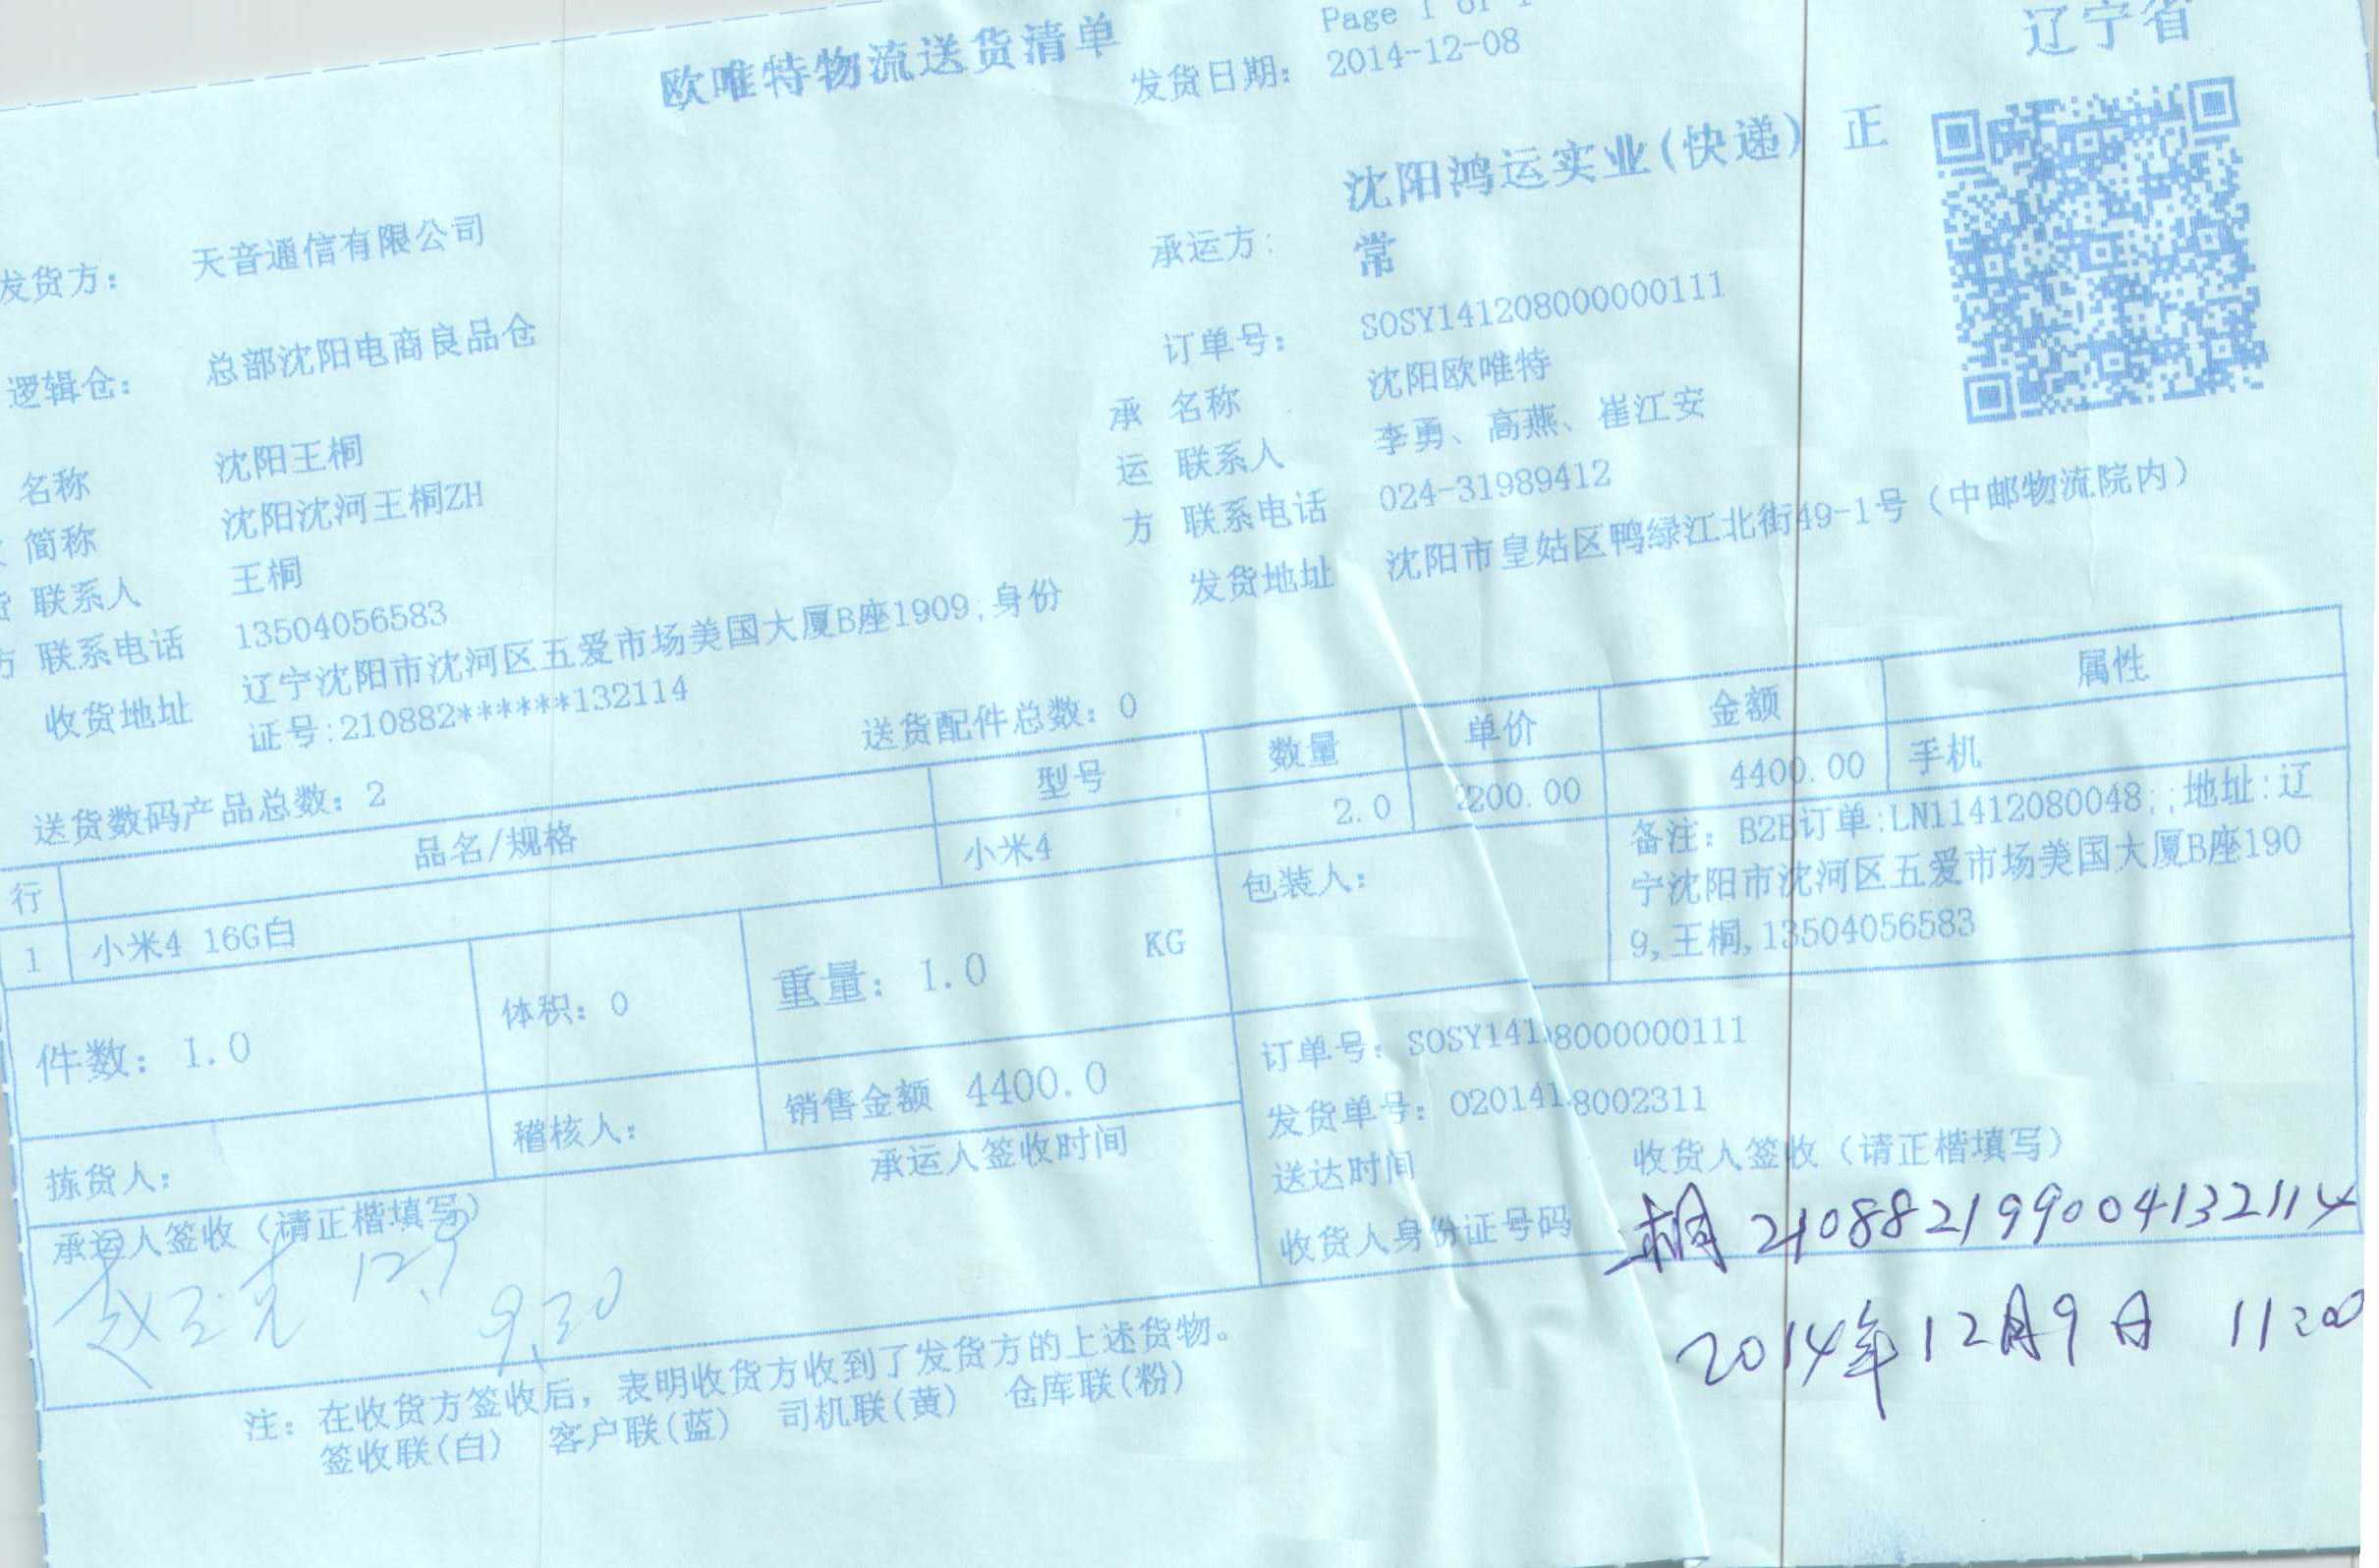 欧唯特物流送货清单
Page 1 of 1
发货日期: 2014-12-08
辽宁省
发货方: 天音通信有限公司
承运方: 沈阳鸿运实业(快递) 正常
逻辑仓: 总部沈阳电商良品仓
订单号: SOSY141208000000111
名称 沈阳王桐
承 名称 沈阳欧唯特
简称 沈阳沈河王桐ZH
运 联系人 李勇、高燕、崔江安
货 联系人 王桐
方 联系电话 024-31989412
方 联系电话 13504056583
发货地址 沈阳市皇姑区鸭绿江北街49-1号(中邮物流院内)
收货地址 辽宁沈阳市沈河区五爱市场美国大厦B座1909;身份
证号:210882******132114
送货数码产品总数: 2 送货配件总数: 0
行 品名/规格 型号 数量 单价 金额 属性
1 小米4 16G白 小米4 2.0 2200.00 4400.00 手机
件数: 1.0 体积: 0 重量: 1.0 KG 包装人:
备注: B2B订单:LN11412080048;;地址:辽
宁沈阳市沈河区五爱市场美国大厦B座190
9,王桐,13504056583
拣货人: 稽核人: 销售金额 4400.0
订单号: SOSY141
8000000111
发货单号: 020141
8002311
承运人签收(请正楷填写) 承运人签收时间
送达时间 收货人签收(请正楷填写)
收货人身份证号码
桐 210882199004132114
12.9
9.30
2014年12月9日 11:20
注: 在收货方签收后, 表明收货方收到了发货方的上述货物。
签收联(白) 客户联(蓝) 司机联(黄) 仓库联(粉)